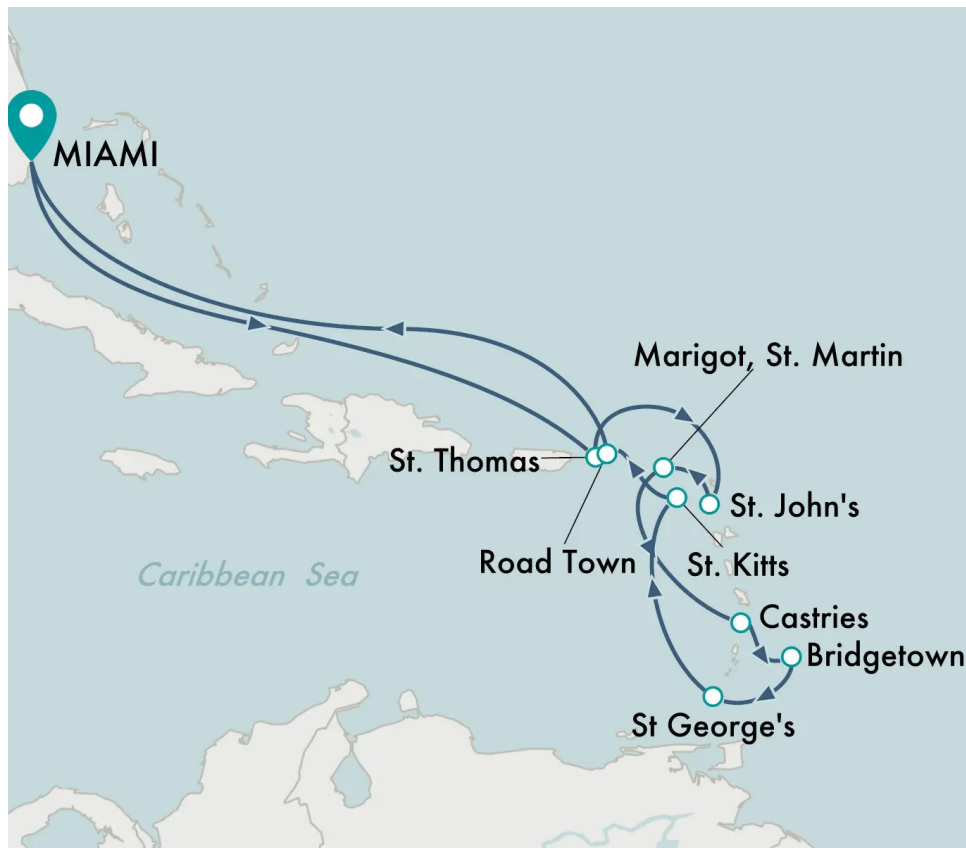 MIAMI
Marigot, St. Martin
St. Thomas
St. John's
Road Town
St. Kitts
Caribbean Sea
Castries
Bridgetown
St George's